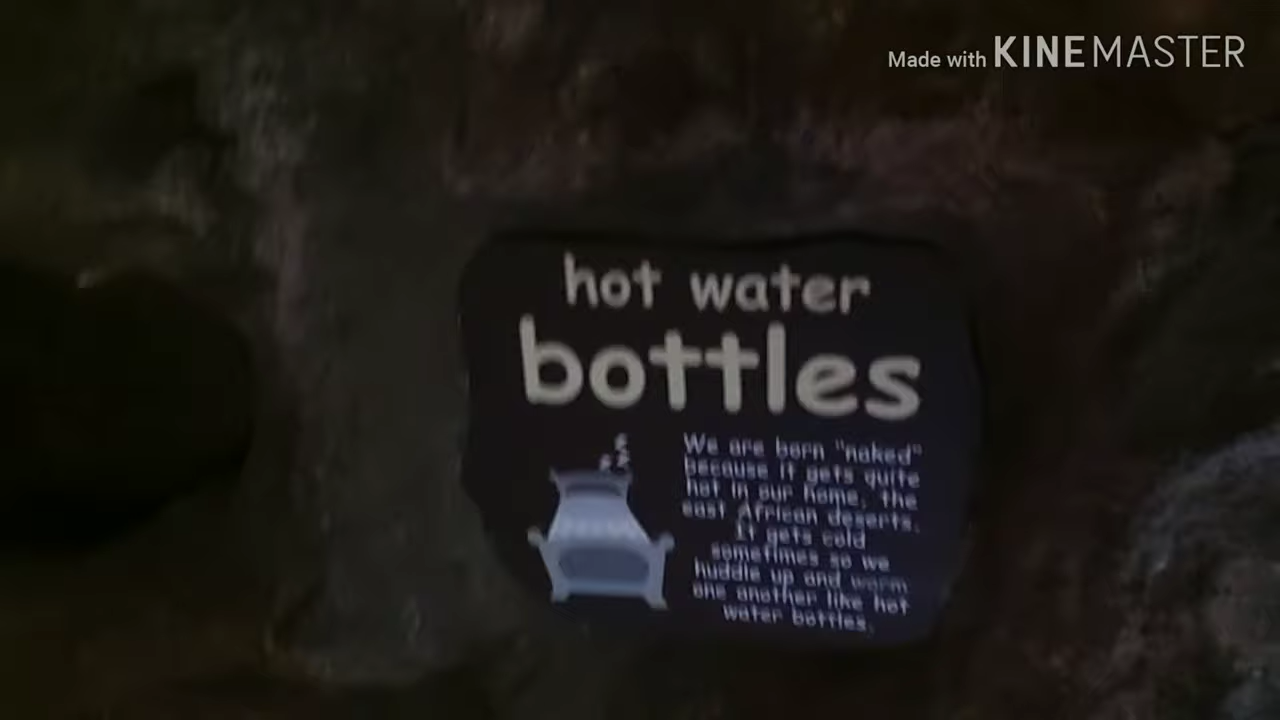 Made with KINEMASTER
hot water
bottles
z
z
z
We are born "naked"
because it gets quite
hot in our home, the
east African deserts.
It gets cold
sometimes so we
huddle up and warm
one another like hot
water bottles.